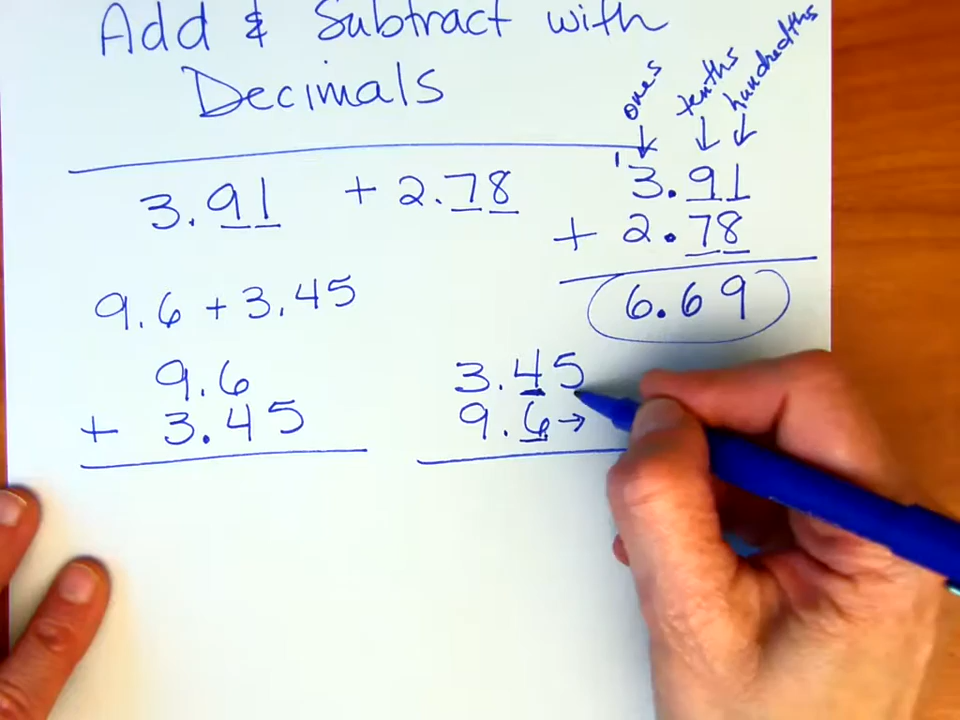 Add & Subtract with
Decimals
ones tenths hundredths
3.91 + 2.78
1
3.91
+ 2.78
6.69
9.6 + 3.45
9.6
+ 3.45
3.45
9.6→